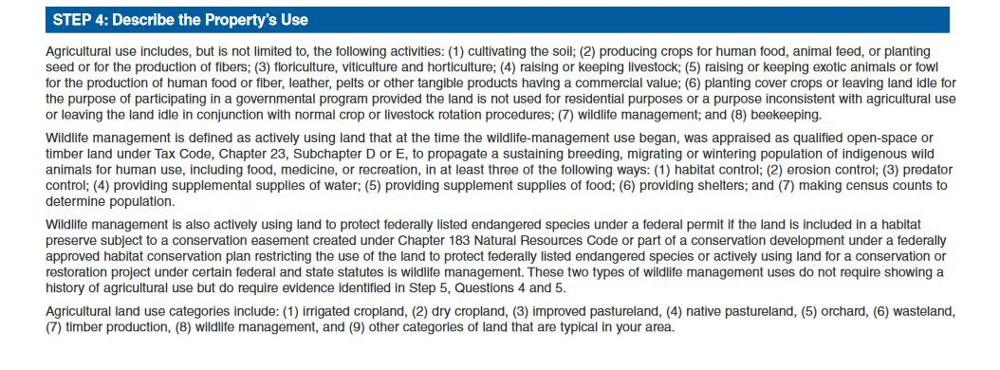 STEP 4: Describe the Property's Use
Agricultural use includes, but is not limited to, the following activities: (1) cultivating the soil; (2) producing crops for human food, animal feed, or planting
seed or for the production of fibers; (3) floriculture, viticulture and horticulture; (4) raising or keeping livestock; (5) raising or keeping exotic animals or fowl
for the production of human food or fiber, leather, pelts or other tangible products having a commercial value; (6) planting cover crops or leaving land idle for
the purpose of participating in a governmental program provided the land is not used for residential purposes or a purpose inconsistent with agricultural use
or leaving the land idle in conjunction with normal crop or livestock rotation procedures; (7) wildlife management; and (8) beekeeping.
Wildlife management is defined as actively using land that at the time the wildlife-management use began, was appraised as qualified open-space or
timber land under Tax Code, Chapter 23, Subchapter D or E, to propagate a sustaining breeding, migrating or wintering population of indigenous wild
animals for human use, including food, medicine, or recreation, in at least three of the following ways: (1) habitat control; (2) erosion control; (3) predator
control; (4) providing supplemental supplies of water; (5) providing supplement supplies of food; (6) providing shelters; and (7) making census counts to
determine population.
Wildlife management is also actively using land to protect federally listed endangered species under a federal permit if the land is included in a habitat
preserve subject to a conservation easement created under Chapter 183 Natural Resources Code or part of a conservation development under a federally
approved habitat conservation plan restricting the use of the land to protect federally listed endangered species or actively using land for a conservation or
restoration project under certain federal and state statutes is wildlife management. These two types of wildlife management uses do not require showing a
history of agricultural use but do require evidence identified in Step 5, Questions 4 and 5.
Agricultural land use categories include: (1) irrigated cropland, (2) dry cropland, (3) improved pastureland, (4) native pastureland, (5) orchard, (6) wasteland,
(7) timber production, (8) wildlife management, and (9) other categories of land that are typical in your area.